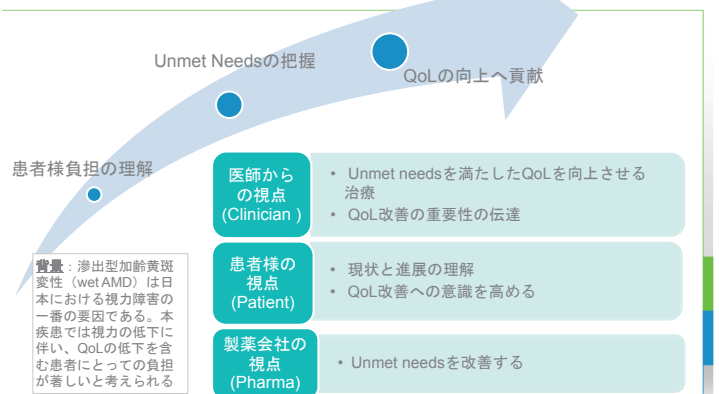 Unmet Needsの把握
QoLの向上へ貢献
患者様負担の理解
医師から
の視点
(Clinician )
• Unmet needsを満たしたQoLを向上させる
治療
• QoL改善の重要性の伝達
患者様の
視点
(Patient)
• 現状と進展の理解
• QoL改善への意識を高める
製薬会社の
視点
(Pharma)
• Unmet needsを改善する
背景：滲出型加齢黄斑
変性（wet AMD）は日
本における視力障害の
一番の要因である。本
疾患では視力の低下に
伴い、QoLの低下を含
む患者にとっての負担
が著しいと考えられる